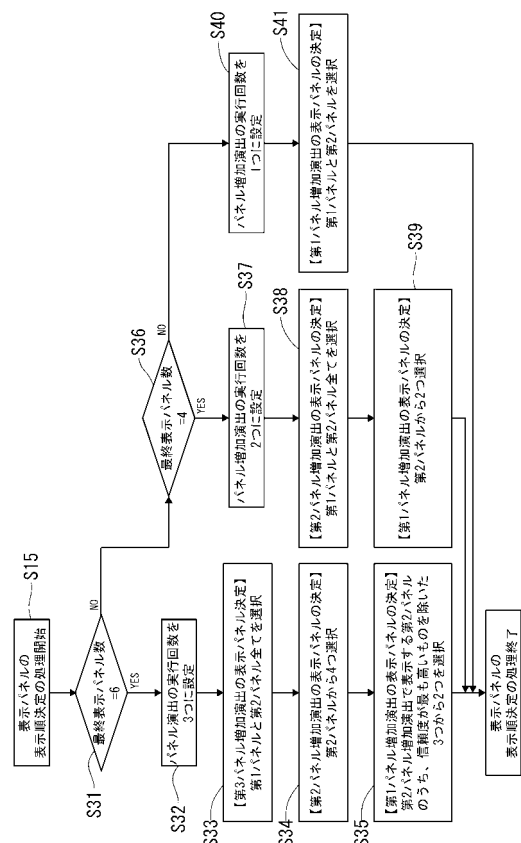 S15
表示パネルの
表示順決定の処理開始
S31
最終表示パネル数
=6
NO
YES
S32
パネル演出の実行回数を
3つに設定
S33
【第3パネル増加演出の表示パネル決定】
第1パネルと第2パネル全てを選択
S34
【第2パネル増加演出の表示パネルの決定】
第2パネルから4つ選択
S35
【第1パネル増加演出の表示パネルの決定】
第2パネル増加演出で表示する第2パネル
のうち、信頼度が最も高いものを除いた
3つから2つを選択
S36
最終表示パネル数
=4
NO
YES
S37
パネル増加演出の実行回数を
2つに設定
S38
【第2パネル増加演出の表示パネルの決定】
第1パネルと第2パネル全てを選択
S39
【第1パネル増加演出の表示パネルの決定】
第2パネルから2つ選択
S40
パネル増加演出の実行回数を
1つに設定
S41
【第1パネル増加演出の表示パネルの決定】
第1パネルと第2パネルを選択
表示パネルの
表示順決定の処理終了